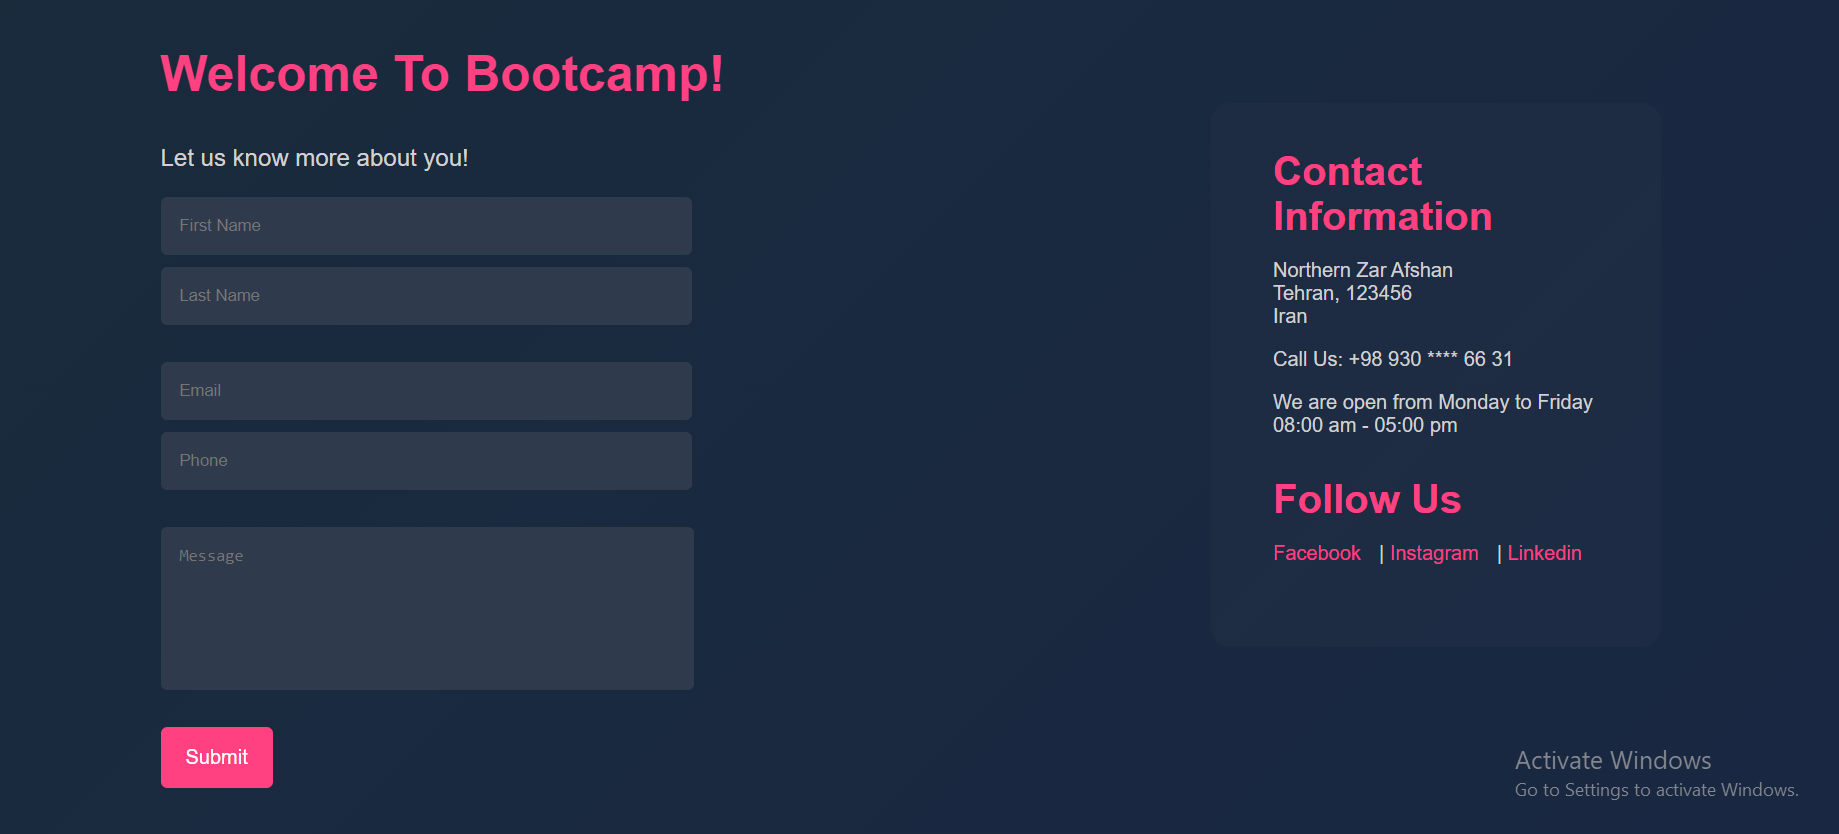 Welcome To Bootcamp!
Let us know more about you!
First Name
Last Name
Email
Phone
Message
Submit
Contact
Information
Northern Zar Afshan
Tehran, 123456
Iran
Call Us: +98 930 **** 66 31
We are open from Monday to Friday
08:00 am - 05:00 pm
Follow Us
Facebook | Instagram | Linkedin
Activate Windows
Go to Settings to activate Windows.